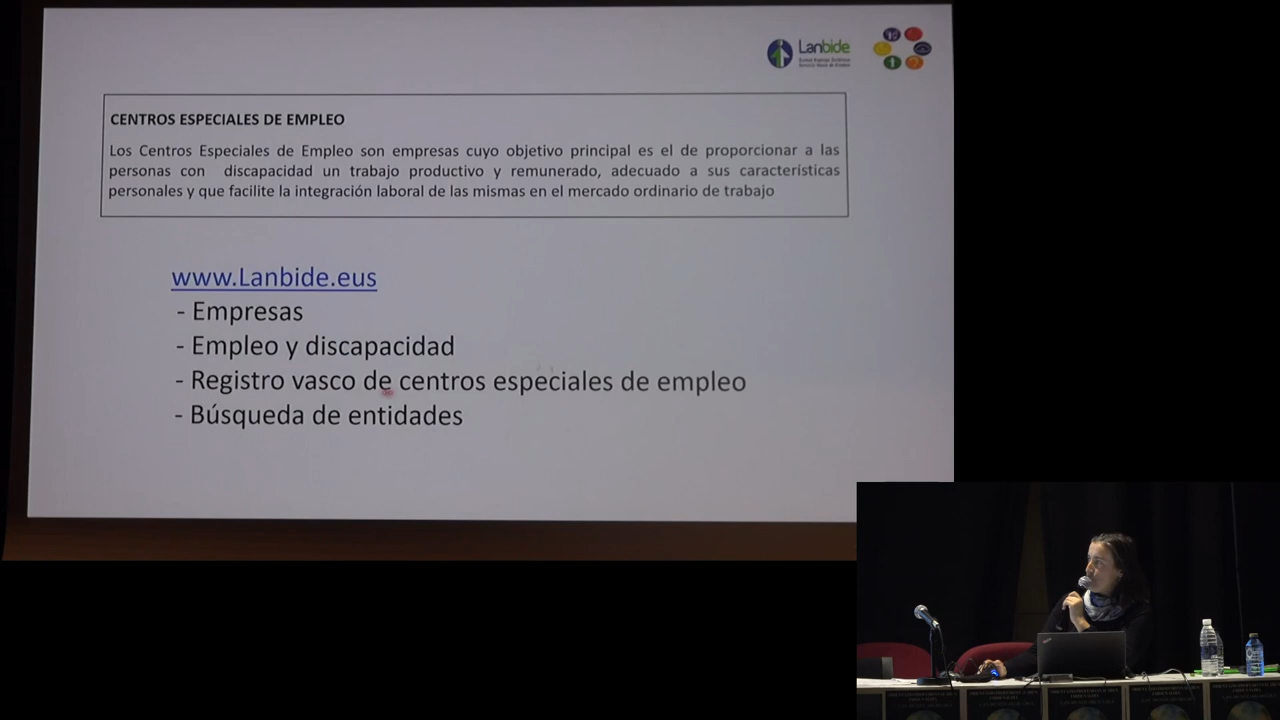 Lanbide
CENTROS ESPECIALES DE EMPLEO
Los Centros Especiales de Empleo son empresas cuyo objetivo principal es el de proporcionar a las
personas con discapacidad un trabajo productivo y remunerado, adecuado a sus características
personales y que facilite la integración laboral de las mismas en el mercado ordinario de trabajo
www.Lanbide.eus
- Empresas
- Empleo y discapacidad
- Registro vasco de centros especiales de empleo
- Búsqueda de entidades